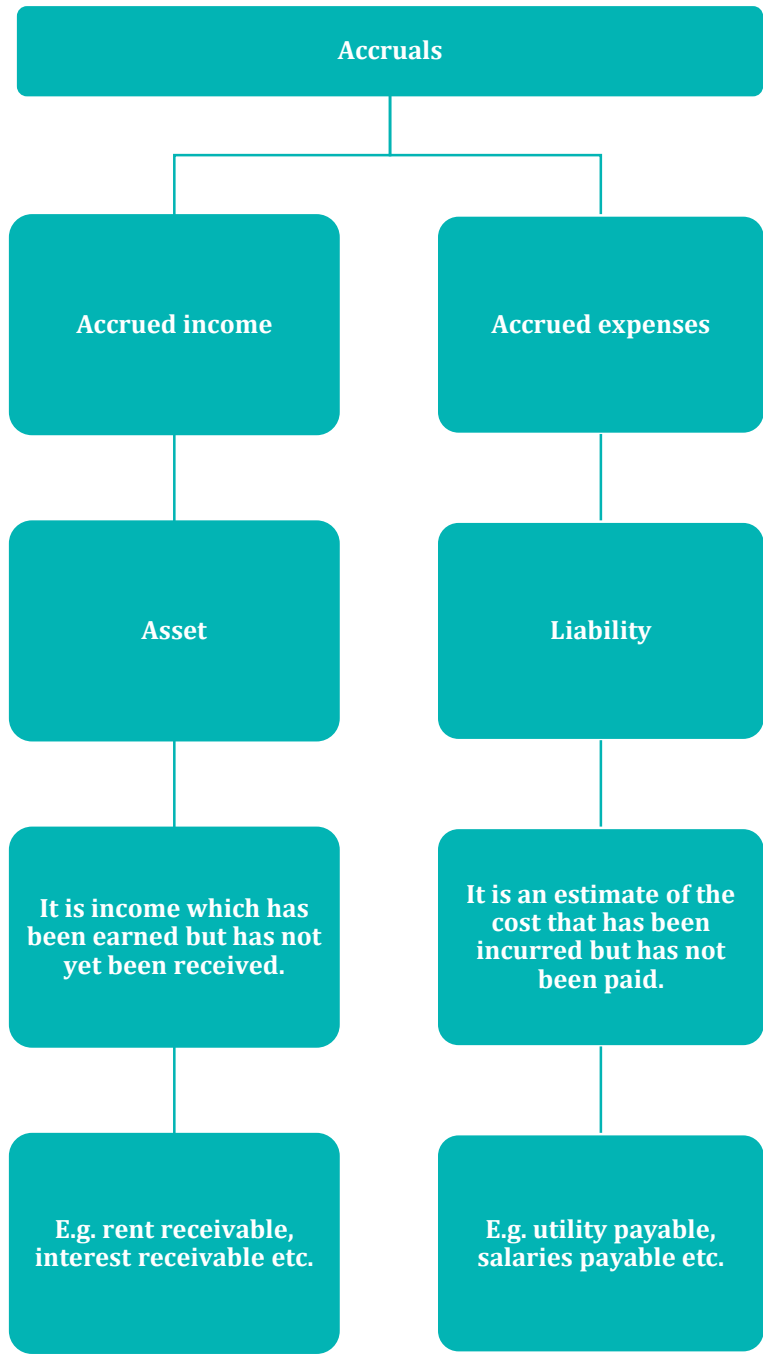 Accruals
Accrued income
Accrued expenses
Asset
Liability
It is income which has
been earned but has not
yet been received.
It is an estimate of the
cost that has been
incurred but has not
been paid.
E.g. rent receivable,
interest receivable etc.
E.g. utility payable,
salaries payable etc.